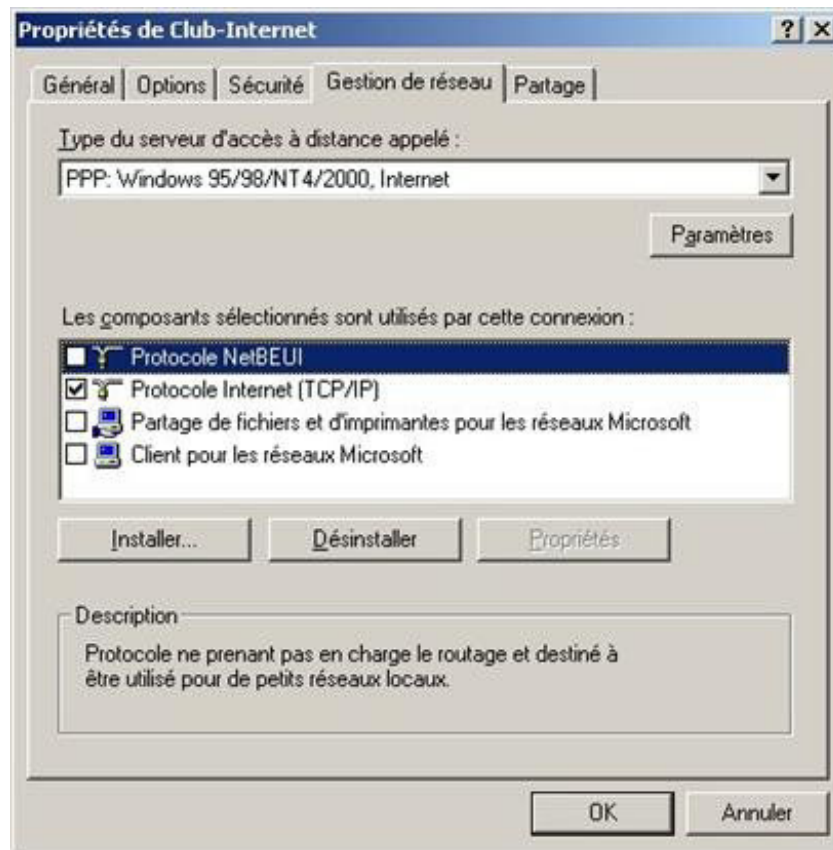 Propriétés de Club-Internet
Général Options Sécurité Gestion de réseau Partage
Type du serveur d'accès à distance appelé :
PPP: Windows 95/98/NT4/2000, Internet
Paramètres
Les composants sélectionnés sont utilisés par cette connexion :
Protocole NetBEUI
Protocole Internet (TCP/IP)
Partage de fichiers et d'imprimantes pour les réseaux Microsoft
Client pour les réseaux Microsoft
Installer... Désinstaller Propriétés
Description
Protocole ne prenant pas en charge le routage et destiné à
être utilisé pour de petits réseaux locaux.
OK Annuler